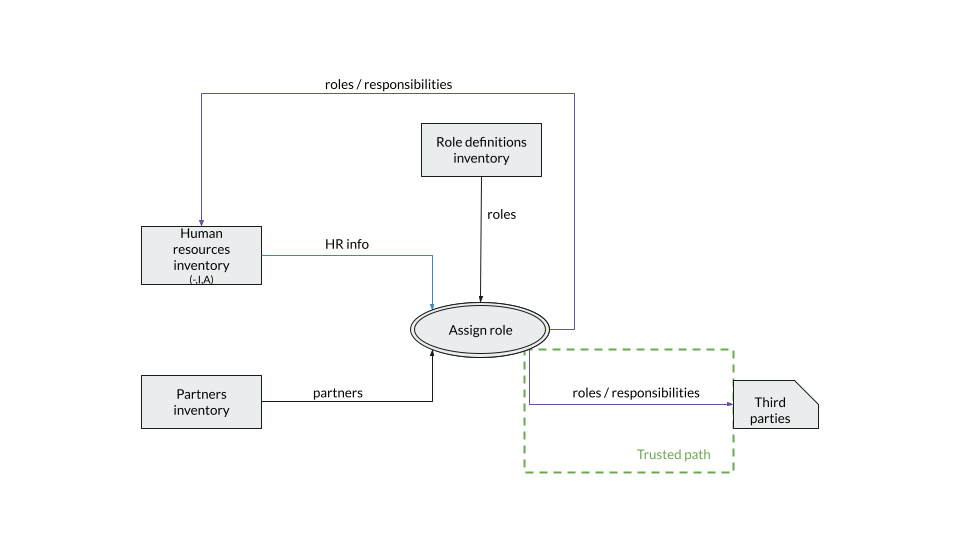 roles / responsibilities
Role definitions
inventory
roles
Human
resources
inventory
(-,I,A)
HR info
Assign role
Partners
inventory
partners
roles / responsibilities
Third
parties
Trusted path